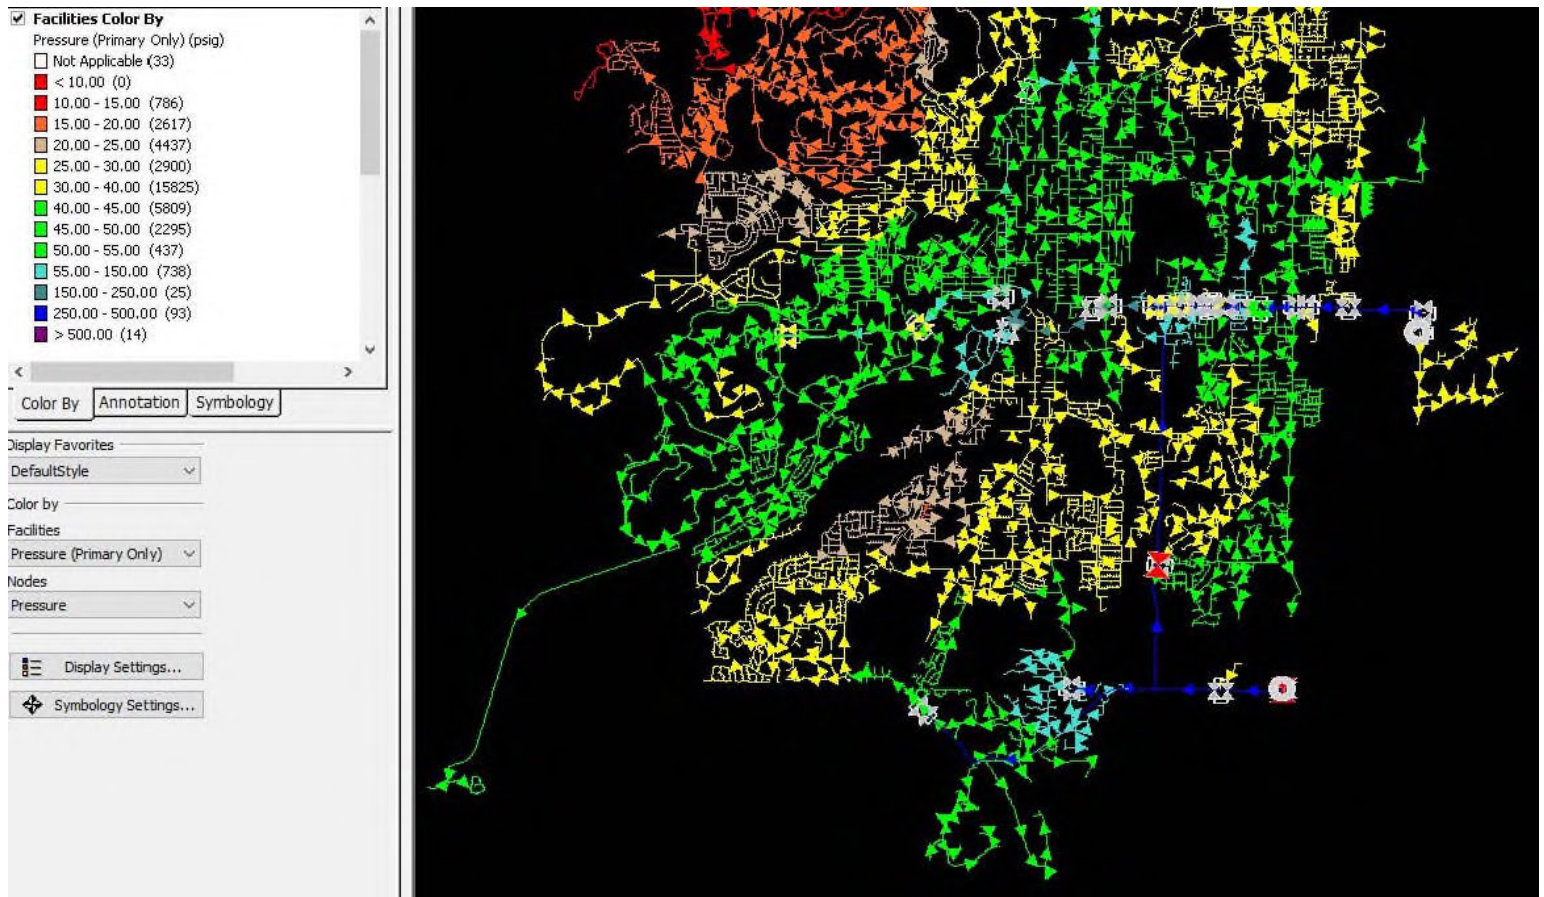 Facilities Color By
Pressure (Primary Only) (psig)
Not Applicable (33)
< 10.00 (0)
10.00 - 15.00 (786)
15.00 - 20.00 (2617)
20.00 - 25.00 (4437)
25.00 - 30.00 (2900)
30.00 - 40.00 (15825)
40.00 - 45.00 (5809)
45.00 - 50.00 (2295)
50.00 - 55.00 (437)
55.00 - 150.00 (738)
150.00 - 250.00 (25)
250.00 - 500.00 (93)
> 500.00 (14)
Color By Annotation Symbology
Display Favorites
DefaultStyle
Color by
Facilities
Pressure (Primary Only)
Nodes
Pressure
Display Settings...
Symbology Settings...